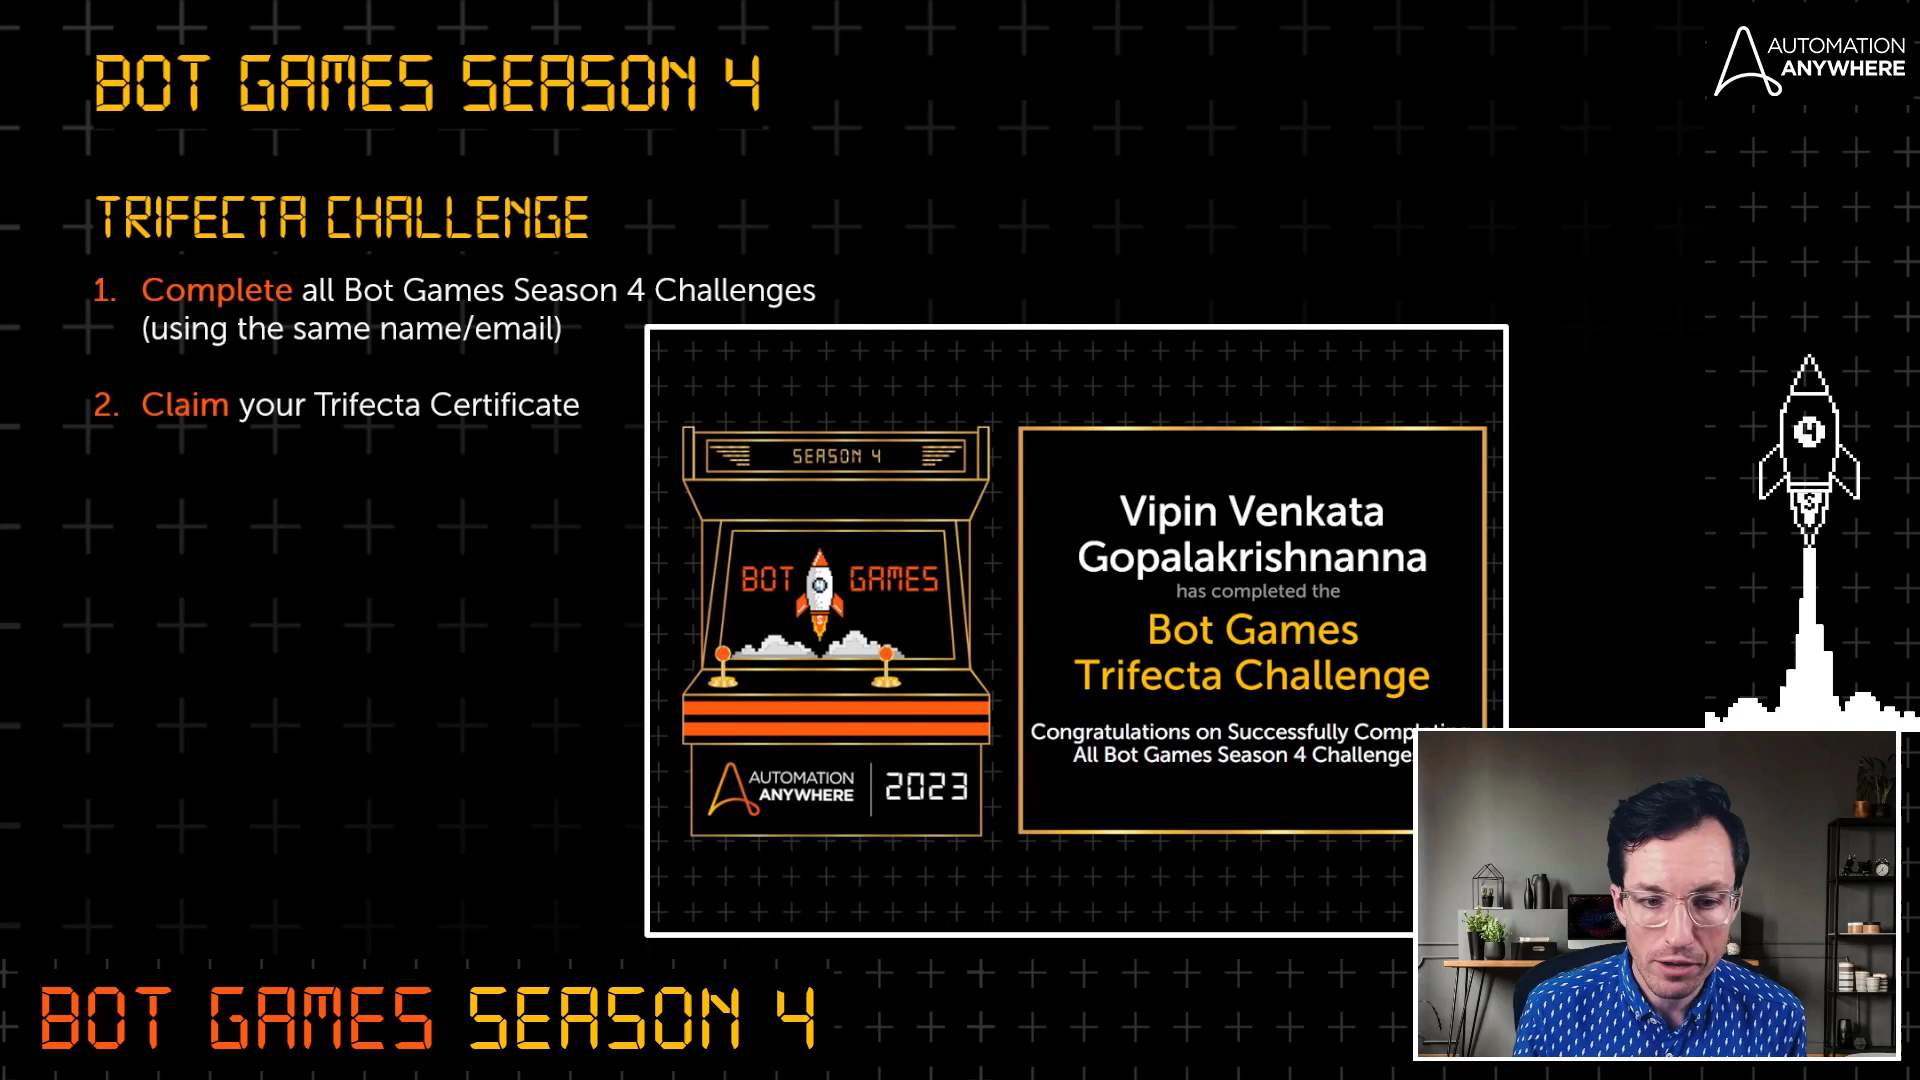 BOT GAMES SEASON 4
AUTOMATION
ANYWHERE
TRIFECTA CHALLENGE
1. Complete all Bot Games Season 4 Challenges
(using the same name/email)
2. Claim your Trifecta Certificate
SEASON 4
BOT GAMES
AUTOMATION
ANYWHERE
2023
Vipin Venkata
Gopalakrishnanna
has completed the
Bot Games
Trifecta Challenge
Congratulations on Successfully
All Bot Games Season 4
4
S
BOT GAMES SEASON 4